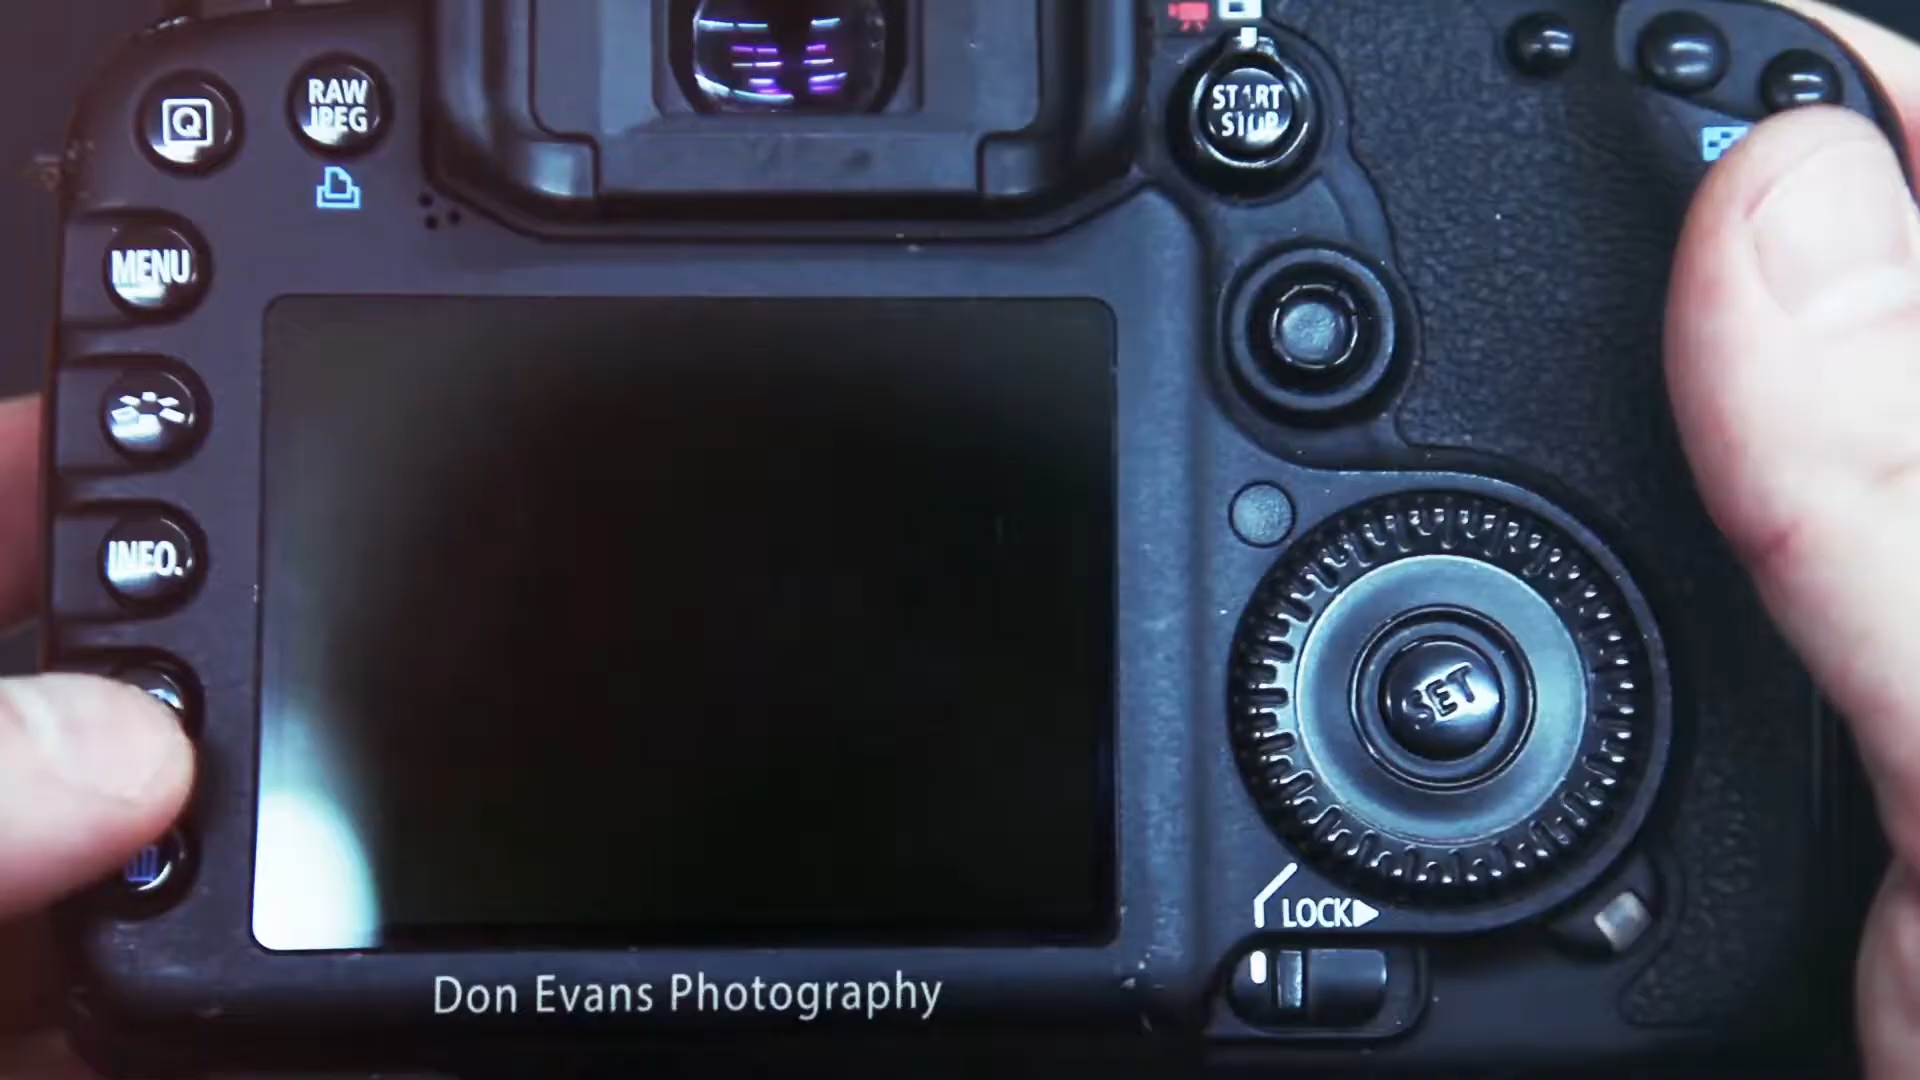 Q
RAW
JPEG
START
STOP
MENU
INFO.
SET
LOCK
Don Evans Photography